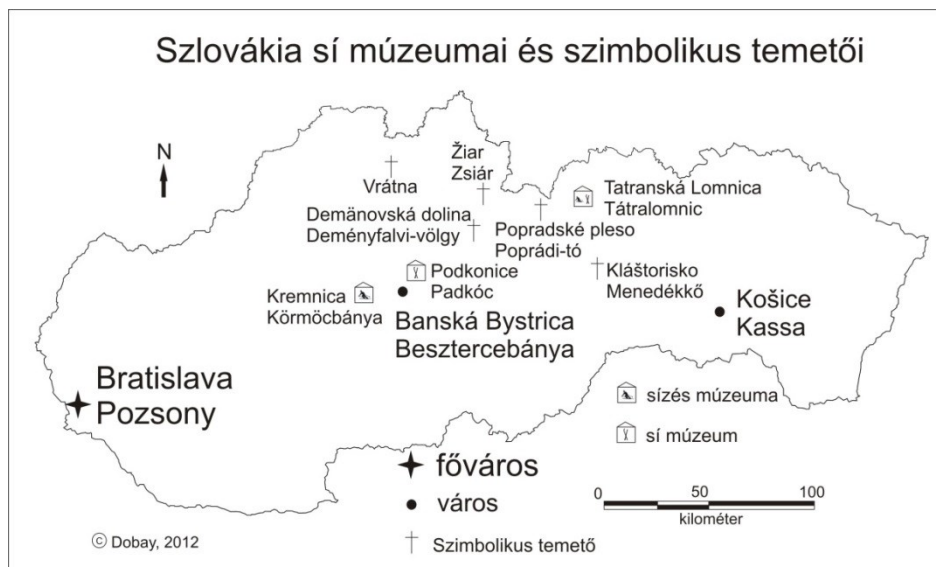 Szlovákia sí múzeumai és szimbolikus temetői
N
Vrátna
Žiar
Zsiár
Tatranská Lomnica
Tátralomnic
Demänovská dolina
Deményfalvi-völgy
Popradské pleso
Poprádi-tó
Podkonice
Padkóc
Kláštorisko
Menedékkő
Kremnica
Körmöcbánya
Banská Bystrica
Besztercebánya
Košice
Kassa
Bratislava
Pozsony
sízés múzeuma
sí múzeum
főváros
város
Szimbolikus temető
0 50 100
kilométer
© Dobay, 2012